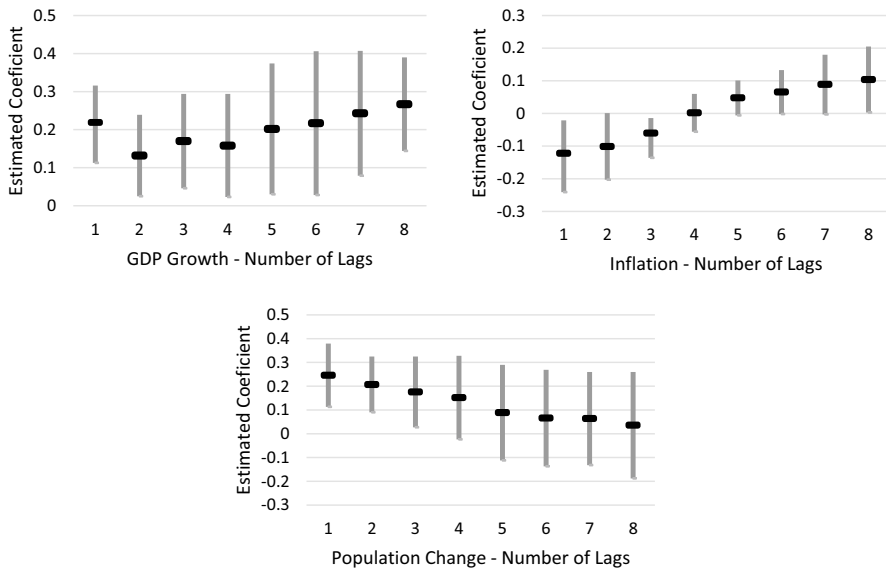 0.5
0.4
0.3
0.2
0.1
0
Estimated Coeficient
1 2 3 4 5 6 7 8
GDP Growth - Number of Lags
0.3
0.2
0.1
0
-0.1
-0.2
-0.3
Estimated Coeficient
1 2 3 4 5 6 7 8
Inflation - Number of Lags
0.5
0.4
0.3
0.2
0.1
0
-0.1
-0.2
-0.3
Estimated Coeficient
1 2 3 4 5 6 7 8
Population Change - Number of Lags